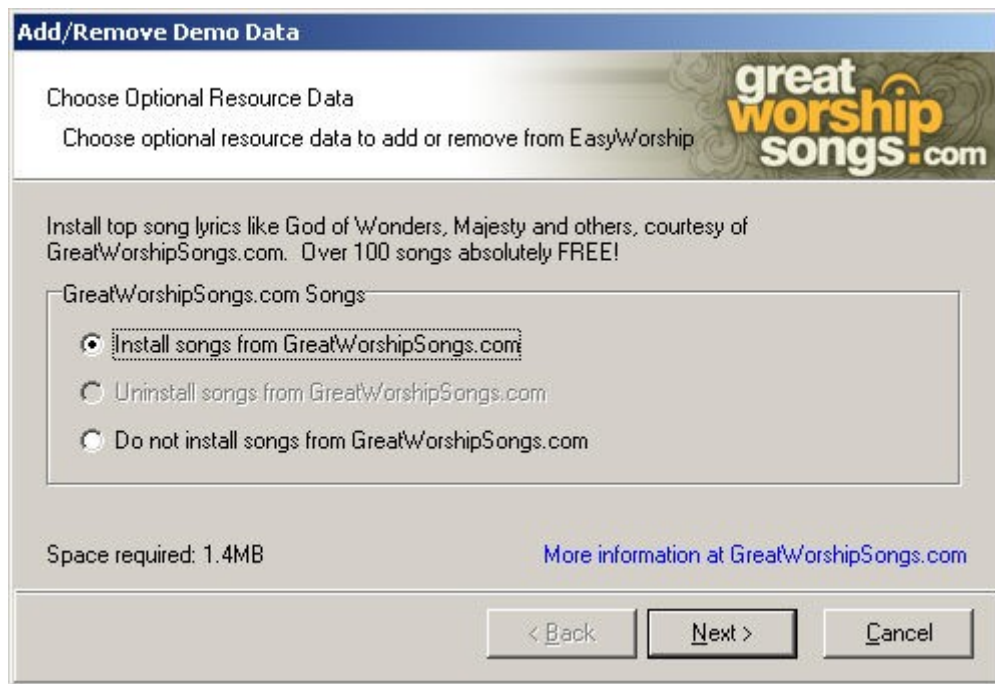 Add/Remove Demo Data
great
worship
songs.com
Choose Optional Resource Data
Choose optional resource data to add or remove from EasyWorship
Install top song lyrics like God of Wonders, Majesty and others, courtesy of
GreatWorshipSongs.com.  Over 100 songs absolutely FREE!
GreatWorshipSongs.com Songs
Install songs from GreatWorshipSongs.com
Uninstall songs from GreatWorshipSongs.com
Do not install songs from GreatWorshipSongs.com
Space required: 1.4MB
More information at GreatWorshipSongs.com
< Back
Next >
Cancel